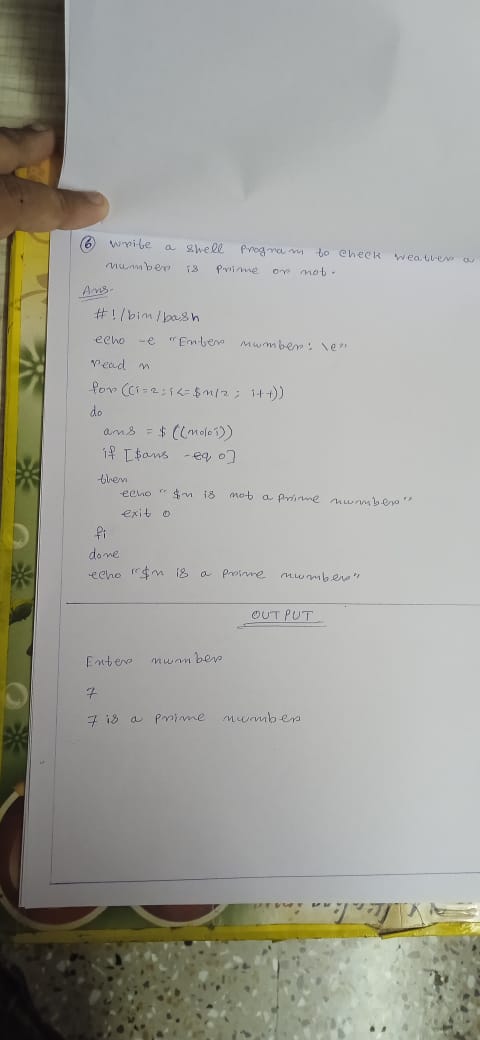 6 Write a shell program to check weather a
number is prime or not.
Ans-
#!/bin/bash
echo -e "Enter number: \c"
read n
for ((i=2; i<=$n/2; i++))
do
ans = $((n%i))
if [$ans -eq 0]
then
echo "$n is not a prime number"
exit 0
fi
done
echo "$n is a prime number"
OUTPUT
Enter number
7
7 is a prime number